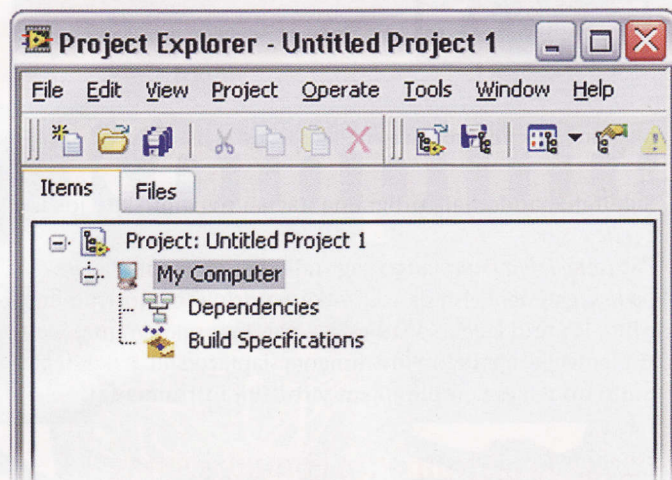 Project Explorer - Untitled Project 1
File Edit View Project Operate Tools Window Help
Items Files
Project: Untitled Project 1
My Computer
Dependencies
Build Specifications